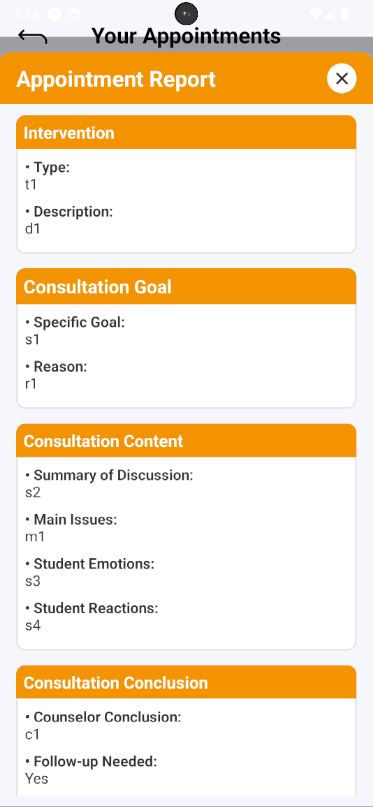 Your Appointments
Appointment Report
Intervention
• Type:
t1
• Description:
d1
Consultation Goal
• Specific Goal:
s1
• Reason:
r1
Consultation Content
• Summary of Discussion:
s2
• Main Issues:
m1
• Student Emotions:
s3
• Student Reactions:
s4
Consultation Conclusion
• Counselor Conclusion:
c1
• Follow-up Needed:
Yes